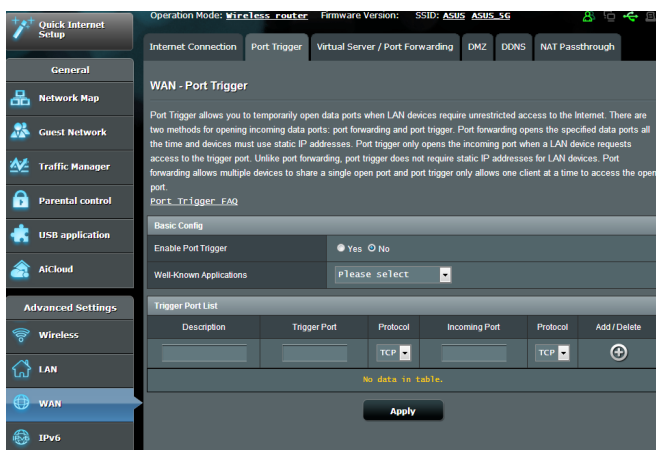 Operation Mode: Wireless router Firmware Version: SSID: ASUS ASUS_5G
Quick Internet
Setup
Internet Connection Port Trigger Virtual Server / Port Forwarding DMZ DDNS NAT Passthrough
General
Network Map
Guest Network
Traffic Manager
Parental control
USB application
AiCloud
Advanced Settings
Wireless
LAN
WAN
IPv6
WAN - Port Trigger
Port Trigger allows you to temporarily open data ports when LAN devices require unrestricted access to the Internet. There are
two methods for opening incoming data ports: port forwarding and port trigger. Port forwarding opens the specified data ports all
the time and devices must use static IP addresses. Port trigger only opens the incoming port when a LAN device requests
access to the trigger port. Unlike port forwarding, port trigger does not require static IP addresses for LAN devices. Port
forwarding allows multiple devices to share a single open port and port trigger only allows one client at a time to access the open
port.
Port Trigger FAQ
Basic Config
Enable Port Trigger Yes No
Well-Known Applications Please select
Trigger Port List
Description Trigger Port Protocol Incoming Port Protocol Add / Delete
TCP TCP
No data in table.
Apply